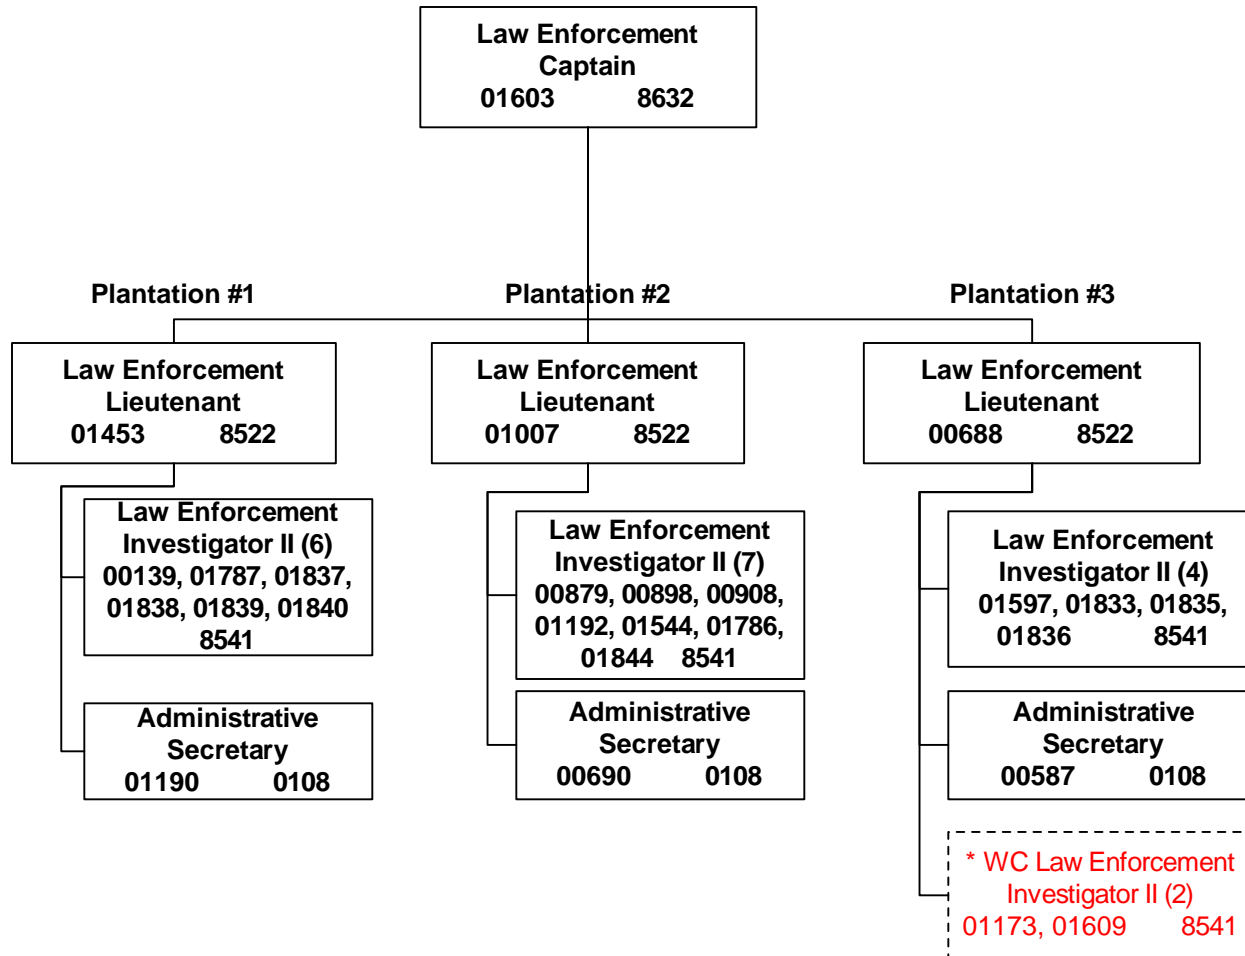 Law Enforcement
Captain
01603 8632
Plantation #1
Plantation #2
Plantation #3
Law Enforcement
Lieutenant
01453 8522
Law Enforcement
Lieutenant
01007 8522
Law Enforcement
Lieutenant
00688 8522
Law Enforcement
Investigator II (6)
00139, 01787, 01837,
01838, 01839, 01840
8541
Administrative
Secretary
01190 0108
Law Enforcement
Investigator II (7)
00879, 00898, 00908,
01192, 01544, 01786,
01844 8541
Administrative
Secretary
00690 0108
Law Enforcement
Investigator II (4)
01597, 01833, 01835,
01836 8541
Administrative
Secretary
00587 0108
* WC Law Enforcement
Investigator II (2)
01173, 01609 8541